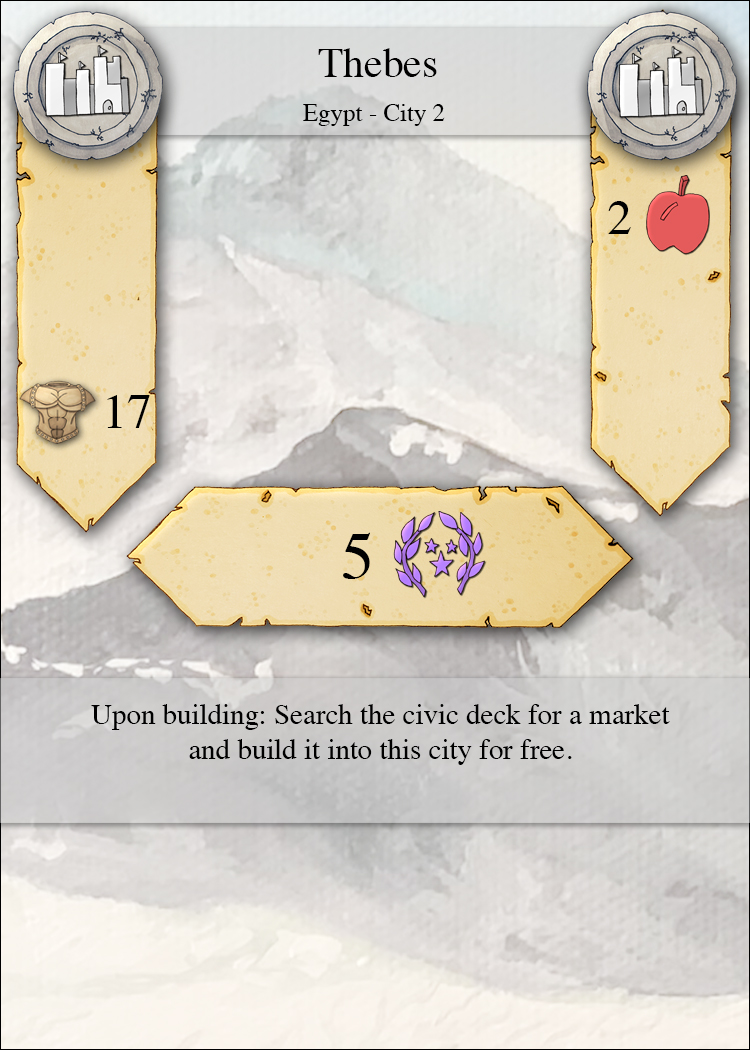 Thebes
Egypt - City 2
2
17
5
Upon building: Search the civic deck for a market
and build it into this city for free.